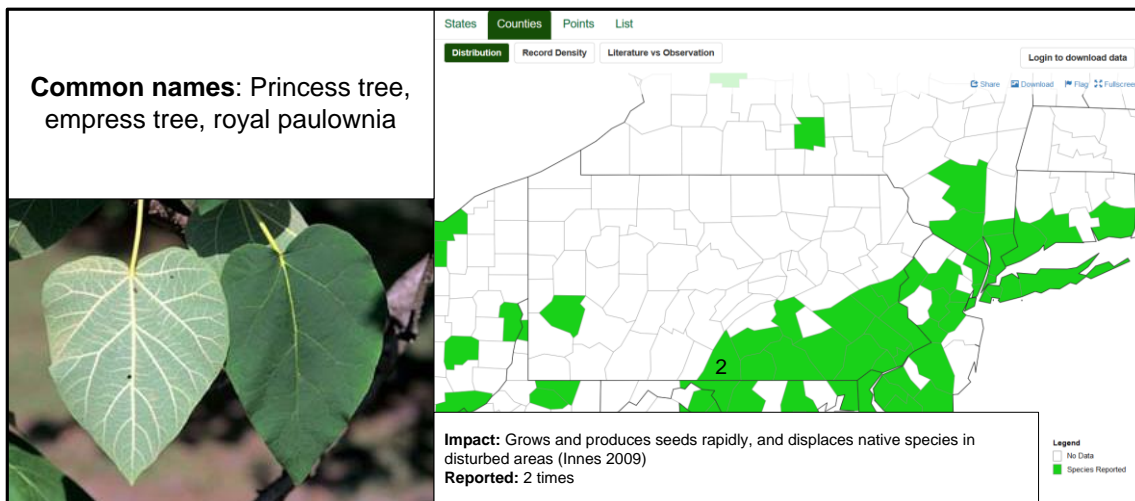 Common names: Princess tree,
empress tree, royal paulownia
States Counties Points List
Distribution Record Density Literature vs Observation
Login to download data
Share Download Flag Fullscreen
2
Impact: Grows and produces seeds rapidly, and displaces native species in
disturbed areas (Innes 2009)
Reported: 2 times
Legend
No Data
Species Reported